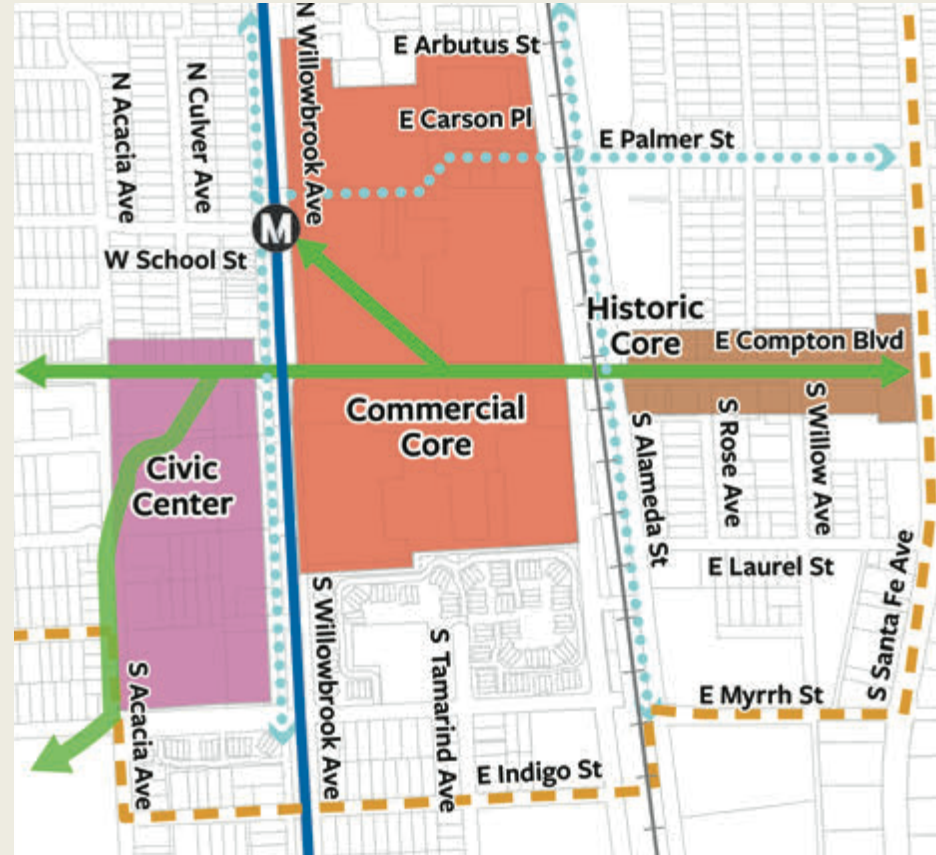 N Willowbrook Ave
E Arbutus St
N Acacia Ave
N Culver Ave
E Carson Pl
E Palmer St
M
W School St
Historic
Core
E Compton Blvd
Commercial
Core
Civic
Center
S Alameda St
S Rose Ave
S Willow Ave
E Laurel St
S Santa Fe Ave
S Willowbrook Ave
S Tamarind Ave
S Acacia Ave
E Myrrh St
E Indigo St